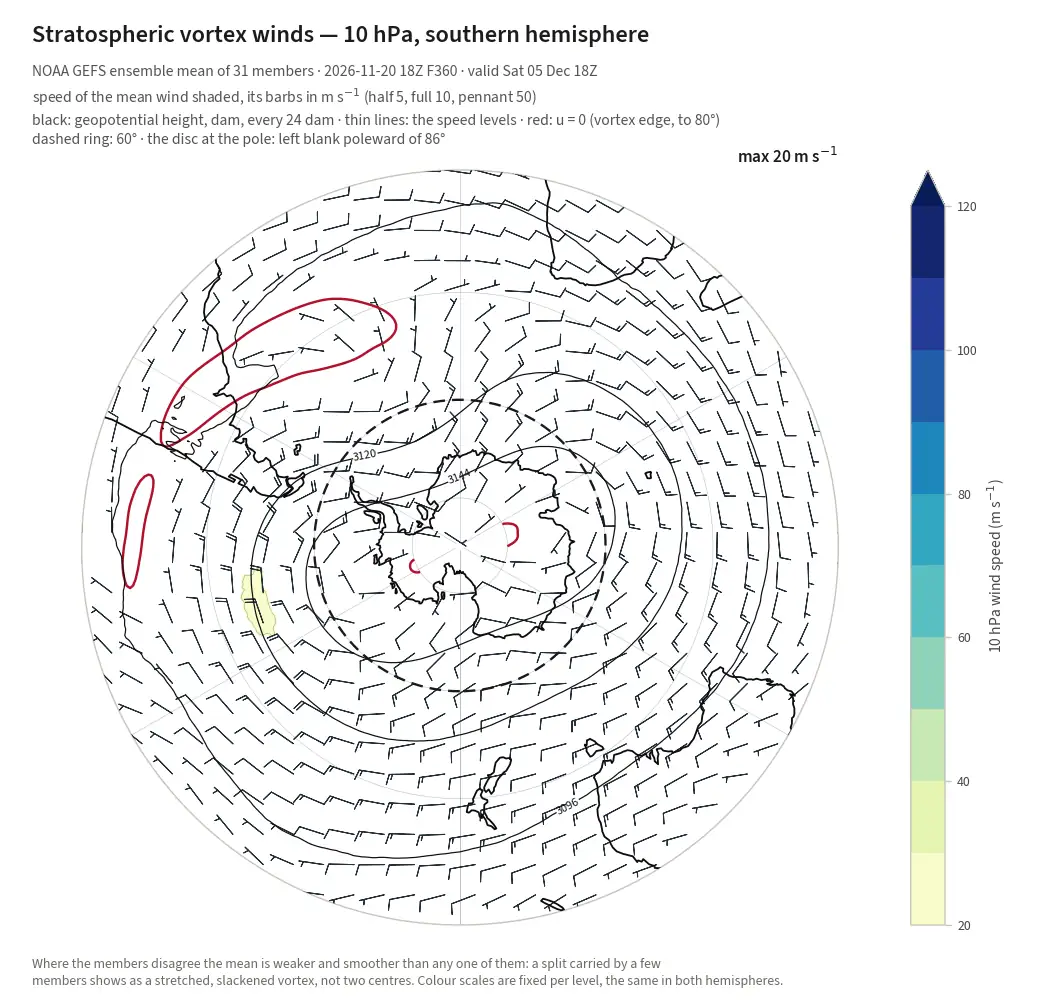 Stratospheric vortex winds — 10 hPa, southern hemisphere
NOAA GEFS ensemble mean of 31 members · 2026-11-20 18Z F360 · valid Sat 05 Dec 18Z
speed of the mean wind shaded, its barbs in m s⁻¹ (half 5, full 10, pennant 50)
black: geopotential height, dam, every 24 dam · thin lines: the speed levels · red: u = 0 (vortex edge, to 80°)
dashed ring: 60° · the disc at the pole: left blank poleward of 86°
max 20 m s⁻¹
120
100
80
60
40
20
10 hPa wind speed (m s⁻¹)
3120
3144
3096
Where the members disagree the mean is weaker and smoother than any one of them: a split carried by a few
members shows as a stretched, slackened vortex, not two centres. Colour scales are fixed per level, the same in both hemispheres.